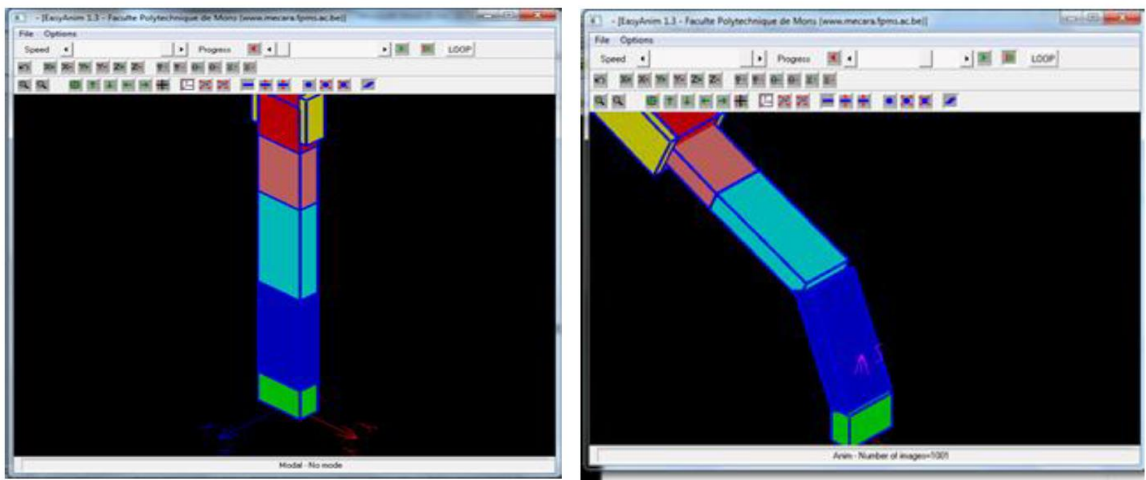 - [EasyAnim 1.3 - Faculte Polytechnique de Mons (www.mecara.fpms.ac.be)]
File Options
Speed Progress LOOP
Modal - No mode
- [EasyAnim 1.3 - Faculte Polytechnique de Mons (www.mecara.fpms.ac.be)]
File Options
Speed Progress LOOP
Anim - Number of images=1001